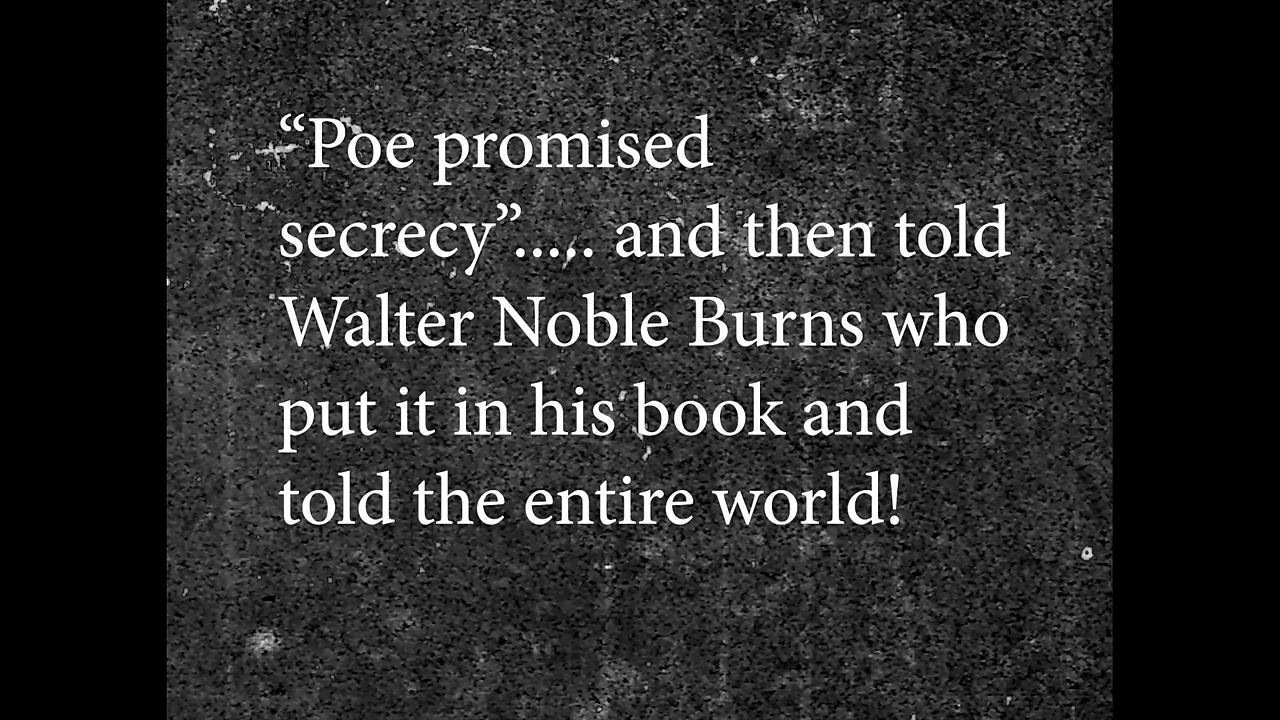 “Poe promised
secrecy”..... and then told
Walter Noble Burns who
put it in his book and
told the entire world!